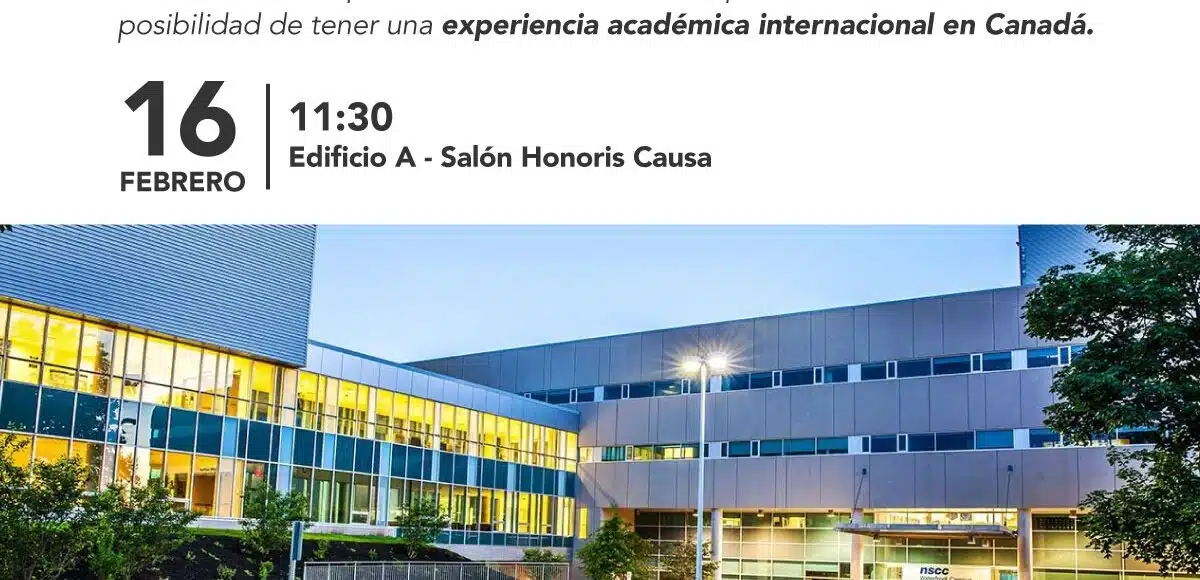 posibilidad de tener una experiencia académica internacional en Canadá.
16
FEBRERO
11:30
Edificio A - Salón Honoris Causa
nscc